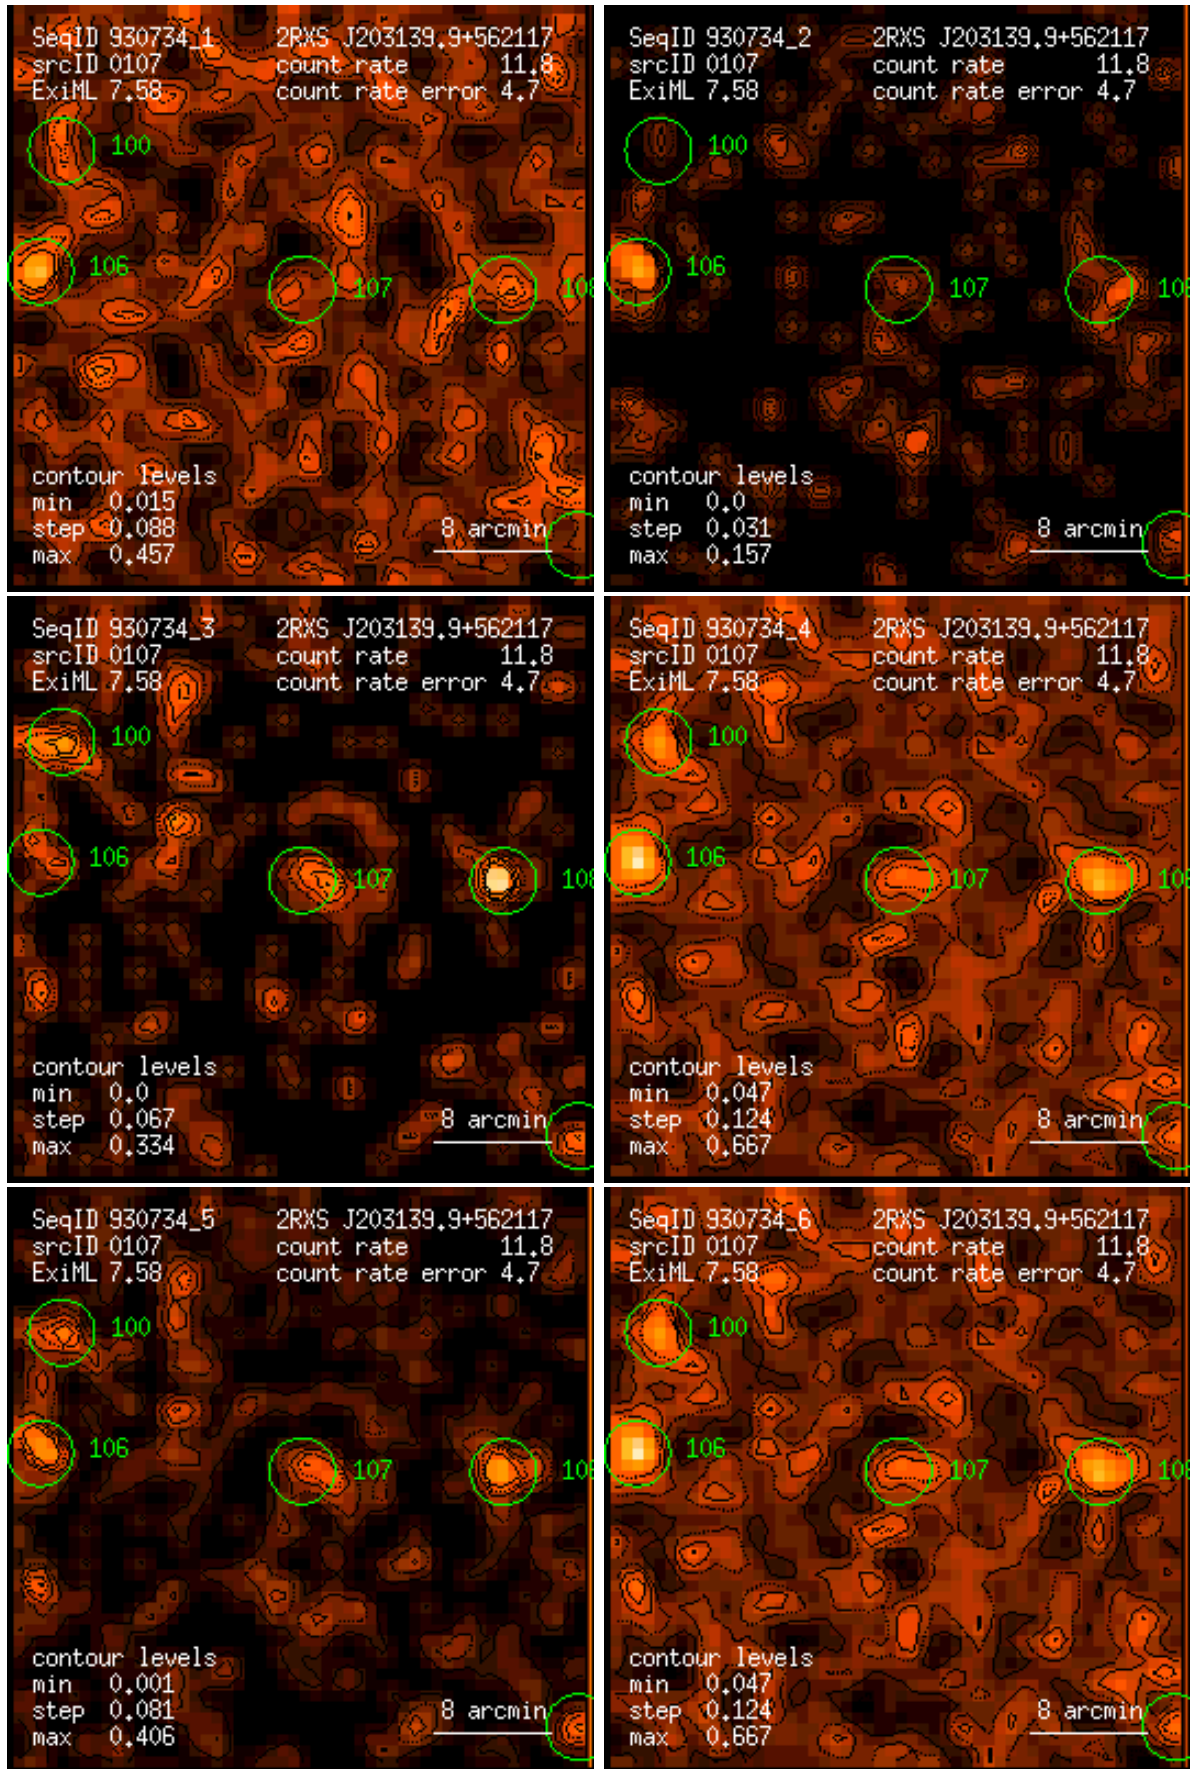 SeqID 930734_1 2RXS J203139.9+562117
srcID 0107 count rate 11.8
ExiML 7.58 count rate error 4.7
100
106
107
108
contour levels
min 0.015
step 0.088
max 0.457
8 arcmin
SeqID 930734_2 2RXS J203139.9+562117
srcID 0107 count rate 11.8
ExiML 7.58 count rate error 4.7
100
106
107
108
contour levels
min 0.0
step 0.031
max 0.157
8 arcmin
SeqID 930734_3 2RXS J203139.9+562117
srcID 0107 count rate 11.8
ExiML 7.58 count rate error 4.7
100
106
107
108
contour levels
min 0.0
step 0.067
max 0.334
8 arcmin
SeqID 930734_4 2RXS J203139.9+562117
srcID 0107 count rate 11.8
ExiML 7.58 count rate error 4.7
100
106
107
108
contour levels
min 0.047
step 0.124
max 0.667
8 arcmin
SeqID 930734_5 2RXS J203139.9+562117
srcID 0107 count rate 11.8
ExiML 7.58 count rate error 4.7
100
106
107
108
contour levels
min 0.001
step 0.081
max 0.406
8 arcmin
SeqID 930734_6 2RXS J203139.9+562117
srcID 0107 count rate 11.8
ExiML 7.58 count rate error 4.7
100
106
107
108
contour levels
min 0.047
step 0.124
max 0.667
8 arcmin